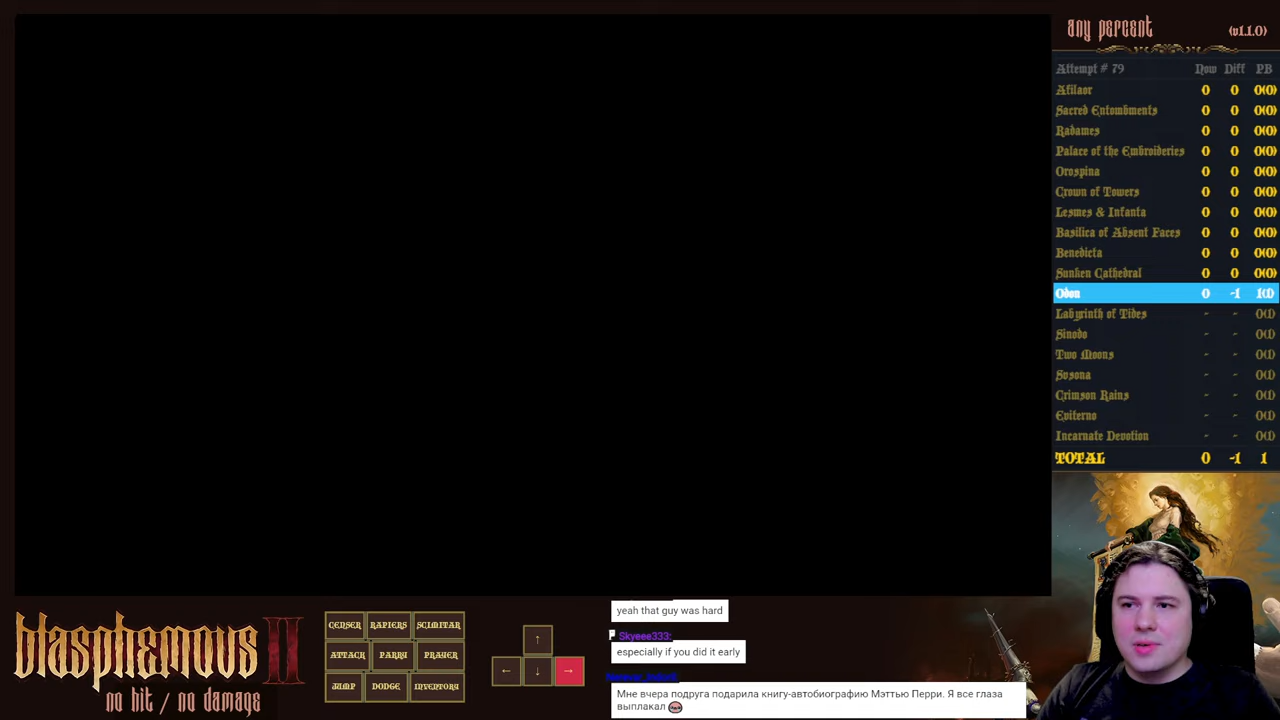 any percent (v1.1.0)
Attempt # 79 Now Diff PB
Afilaor 0 0 0(0)
Sacred Entombments 0 0 0(0)
Radames 0 0 0(0)
Palace of the Embroideries 0 0 0(0)
Orospina 0 0 0(0)
Crown of Towers 0 0 0(0)
Lesmes & Infanta 0 0 0(0)
Basilica of Absent Faces 0 0 0(0)
Benedicta 0 0 0(0)
Sunken Cathedral 0 0 0(0)
Odon 0 -1 1(1)
Labyrinth of Tides - - 0(1)
Sinodo - - 0(1)
Two Moons - - 0(1)
Svsona - - 0(1)
Crimson Rains - - 0(1)
Eviterno - - 0(1)
Incarnate Devotion - - 0(1)
TOTAL 0 -1 1
blasphemous II
no hit / no damage
CENSER RAPIERS SCIMITAR
ATTACK PARRY PRAYER
JUMP DODGE INVENTORY
↑
← ↓ →
yeah that guy was hard
Skyeee333:
especially if you did it early
Мне вчера подруга подарила книгу-автобиографию Мэттью Перри. Я все глаза
выплакал